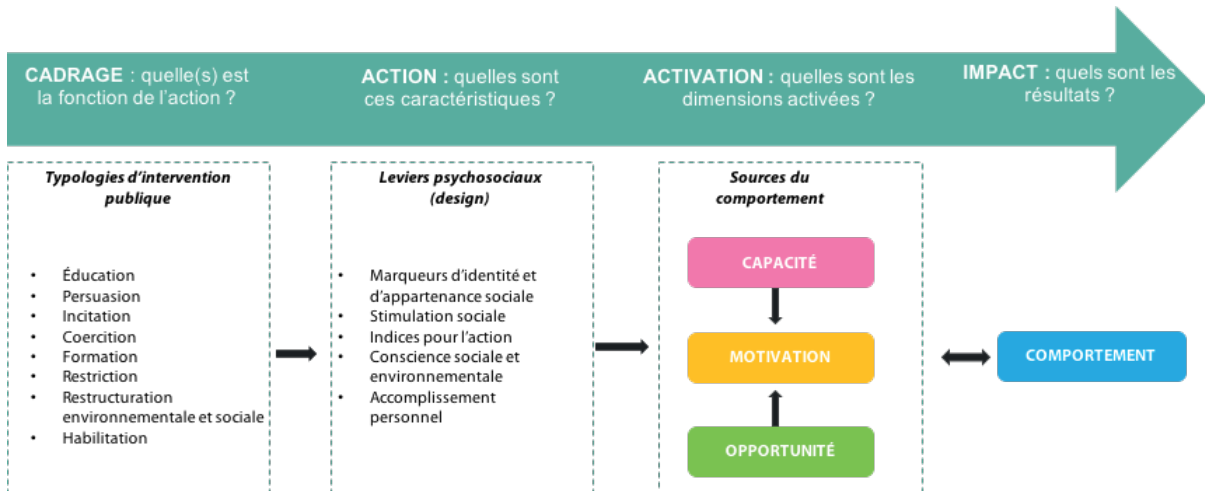 CADRAGE : quelle(s) est
la fonction de l'action ?
ACTION : quelles sont
ces caractéristiques ?
ACTIVATION : quelles sont les
dimensions activées ?
IMPACT : quels sont les
résultats ?
Typologies d'intervention
publique
• Éducation
• Persuasion
• Incitation
• Coercition
• Formation
• Restriction
• Restructuration
environnementale et sociale
• Habilitation
Leviers psychosociaux
(design)
• Marqueurs d'identité et
d'appartenance sociale
• Stimulation sociale
• Indices pour l'action
• Conscience sociale et
environnementale
• Accomplissement
personnel
Sources du
comportement
CAPACITÉ
MOTIVATION
OPPORTUNITÉ
COMPORTEMENT